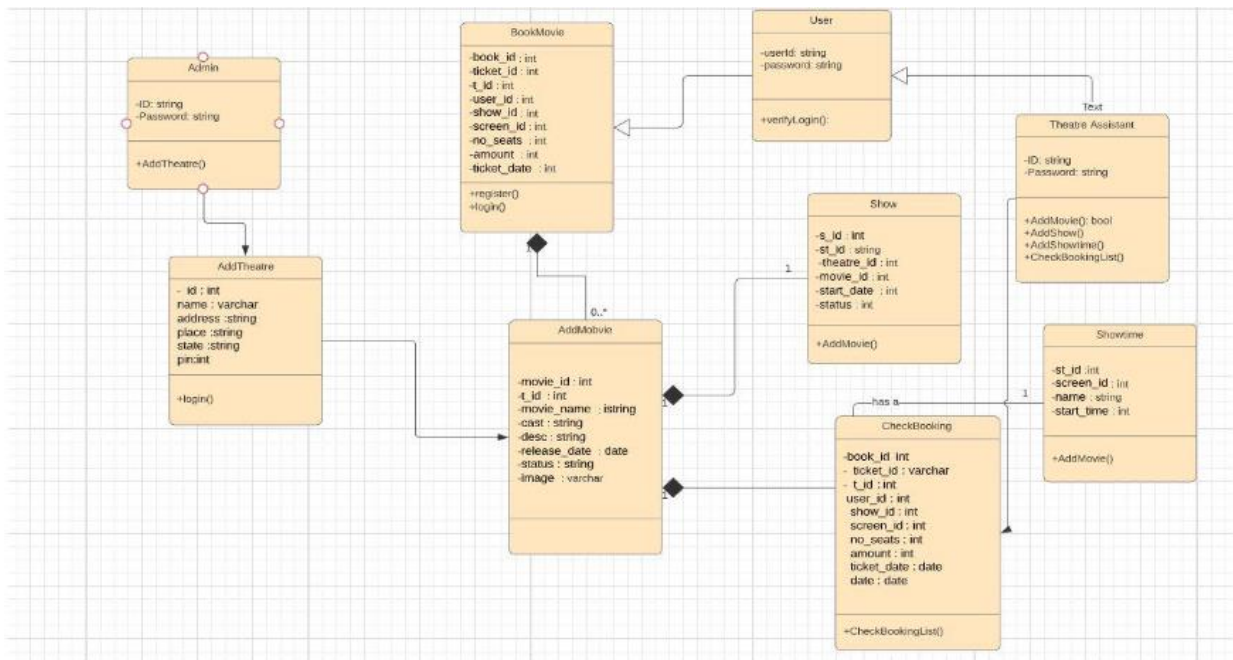 BookMovie
-book_id : int
-ticket_id : int
-t_id : int
-user_id : int
-show_id : int
-screen_id : int
-no_seats : int
-amount : int
-ticket_date : int
+register()
+login()
User
-userId: string
-password: string
+verifyLogin():
Admin
-ID: string
-Password: string
+AddTheatre()
Text
Theatre Assistant
-ID: string
-Password: string
+AddMovie(): bool
+AddShow()
+AddShowtime()
+CheckBookingList()
Show
-s_id : int
-st_id : string
-theatre_id : int
-movie_id : int
-start_date : int
-status : int
+AddMovie()
AddTheatre
- id : int
name : varchar
address :string
place :string
state :string
pin:int
+login()
1
1
0..*
AddMobvie
-movie_id : int
-t_id : int
-movie_name : istring
-cast : string
-desc : string
-release_date : date
-status : string
-image : varchar
1
1
Showtime
-st_id :int
-screen_id : int
-name : string
-start_time : int
+AddMovie()
has a
1
CheckBooking
-book_id int
- ticket_id : varchar
- t_id : int
user_id : int
show_id : int
screen_id : int
no_seats : int
amount : int
ticket_date : date
date : date
+CheckBookingList()